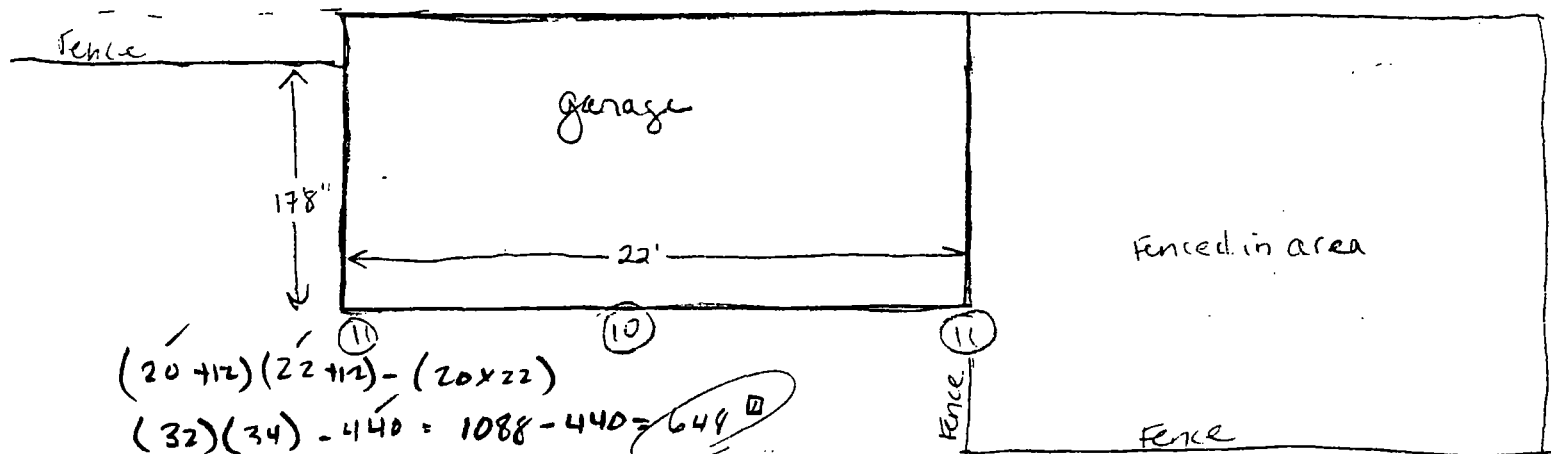 Fence
garage
178"
22'
Fenced in area
11 10 11
(20+12)(22+12)-(20x22)
(32)(34)-440= 1088-440= 648
Fence
Fence